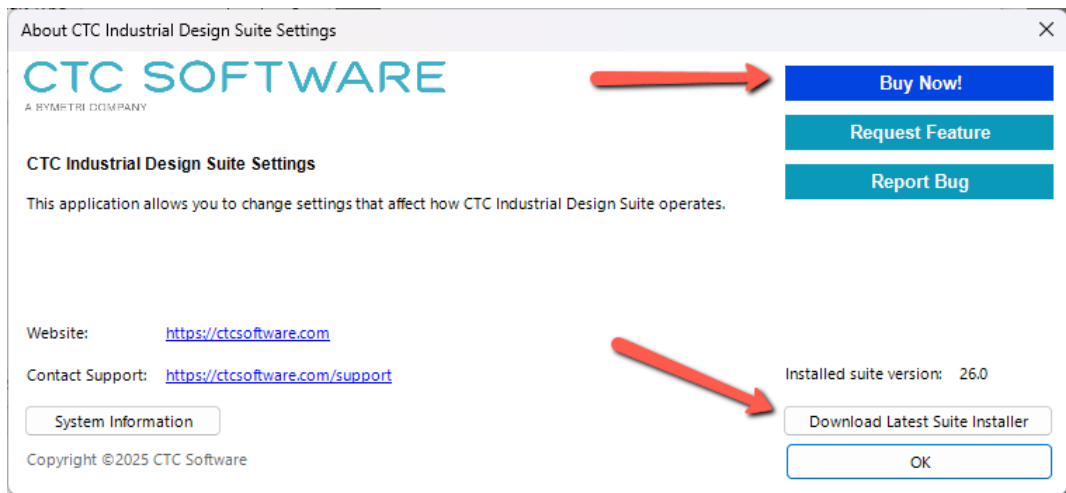 About CTC Industrial Design Suite Settings
CTC SOFTWARE
A SYMETRI COMPANY
Buy Now!
Request Feature
CTC Industrial Design Suite Settings
Report Bug
This application allows you to change settings that affect how CTC Industrial Design Suite operates.
Website: https://ctcsoftware.com
Contact Support: https://ctcsoftware.com/support
Installed suite version: 26.0
System Information
Download Latest Suite Installer
Copyright ©2025 CTC Software
OK